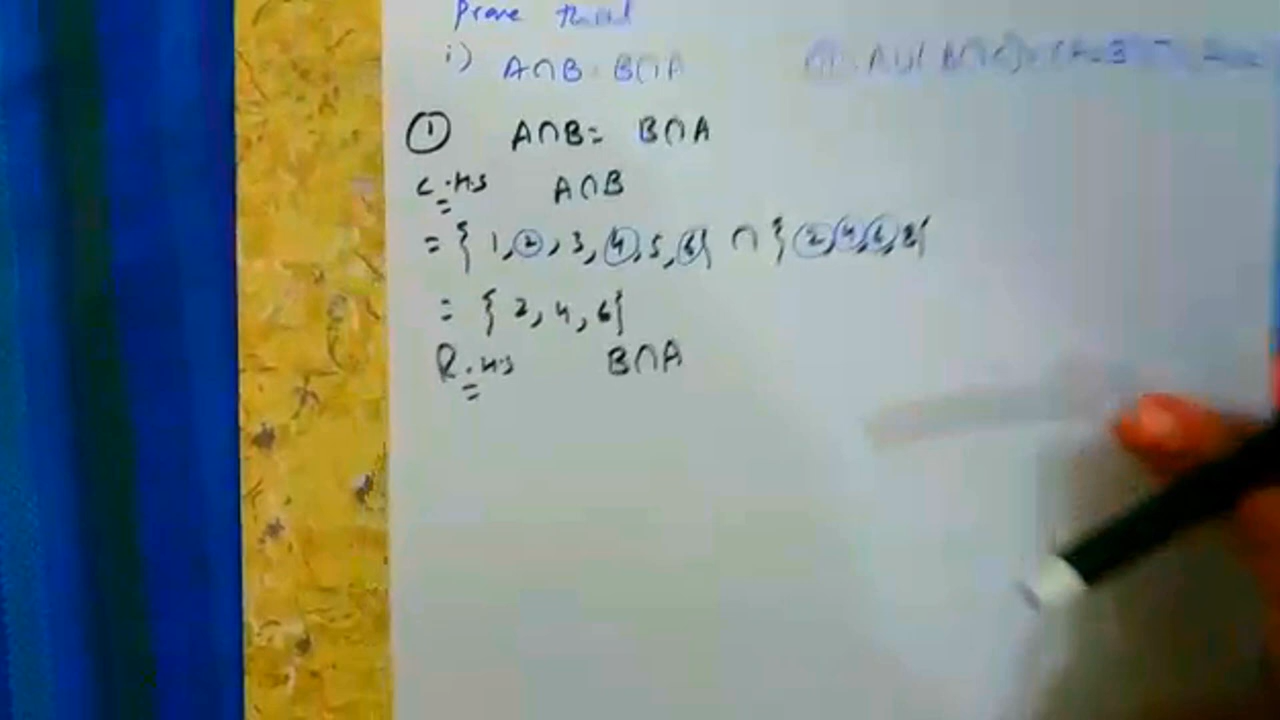 Prove that
i) A∩B = B∩A
① A∩B = B∩A
L.H.S A∩B
= { 1, 2, 3, 4, 5, 6} ∩ { 2, 4, 6, 8}
= { 2, 4, 6}
R.H.S B∩A